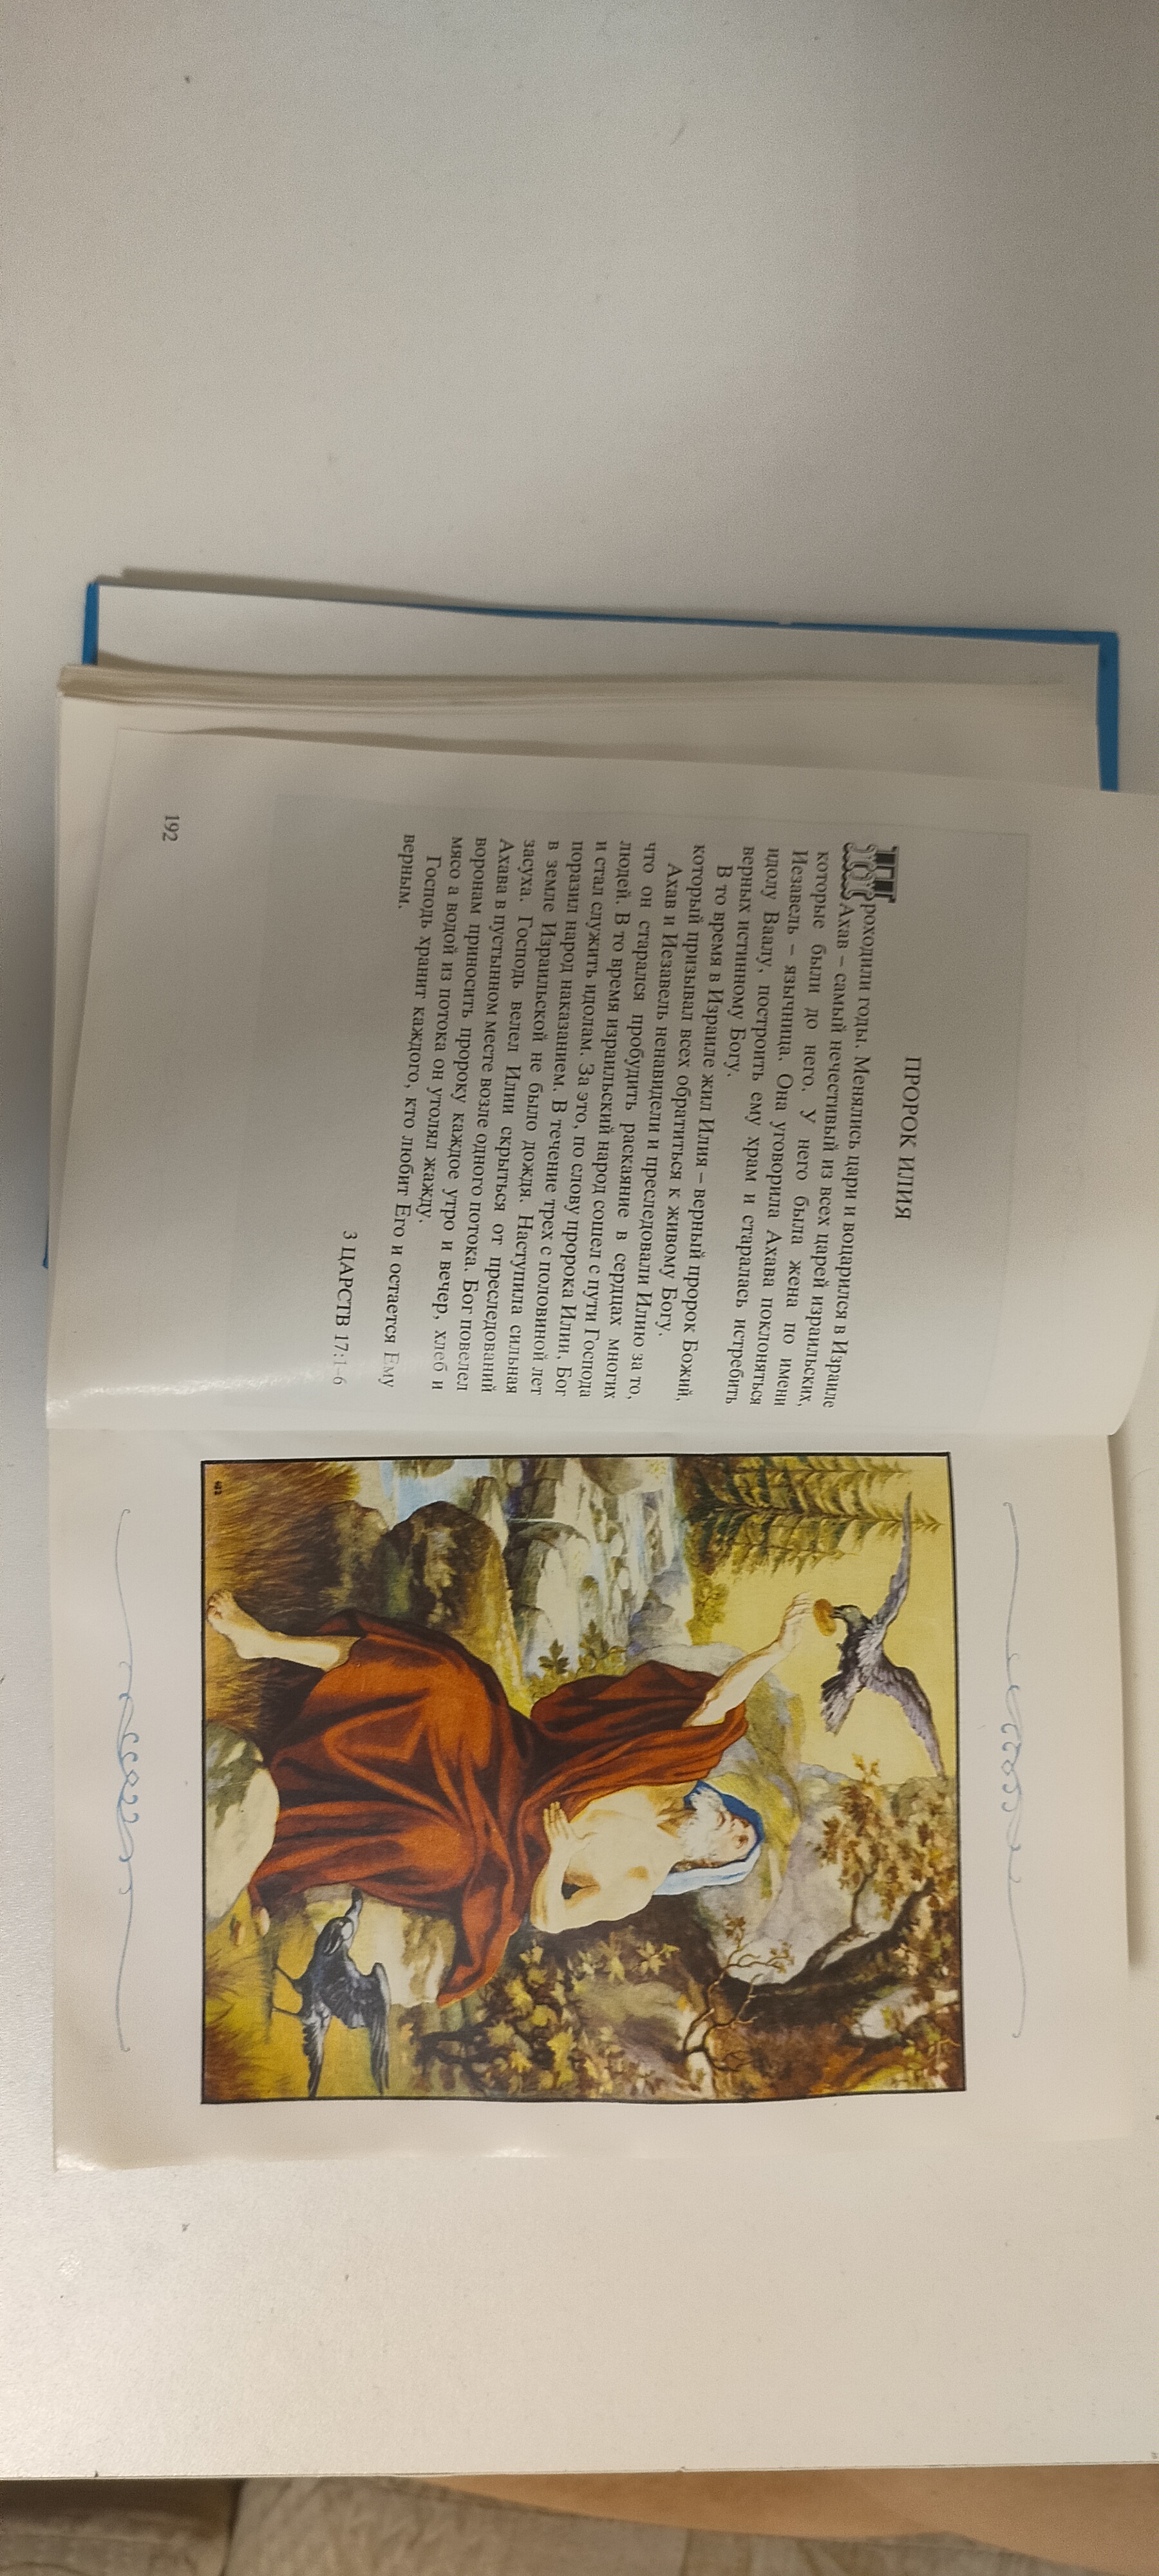 ПРОРОК ИЛИЯ
Проходили годы. Менялись цари и воцарился в Израиле
Ахав – самый нечестивый из всех царей израильских,
которые были до него. У него была жена по имени
Иезавель – язычница. Она уговорила Ахава поклоняться
идолу Ваалу, построить ему храм и старалась истребить
верных истинному Богу.
В то время в Израиле жил Илия – верный пророк Божий,
который призывал всех обратиться к живому Богу.
Ахав и Иезавель ненавидели и преследовали Илию за то,
что он старался пробудить раскаяние в сердцах многих
людей. В то время израильский народ сошел с пути Господа
и стал служить идолам. За это, по слову пророка Илии, Бог
поразил народ наказанием. В течение трех с половиной лет
в земле Израильской не было дождя. Наступила сильная
засуха. Господь велел Илии скрыться от преследований
Ахава в пустынном месте возле одного потока. Бог повелел
воронам приносить пророку каждое утро и вечер, хлеб и
мясо а водой из потока он утолял жажду.
Господь хранит каждого, кто любит Его и остается Ему
верным.
3 ЦАРСТВ 17:1–6
192